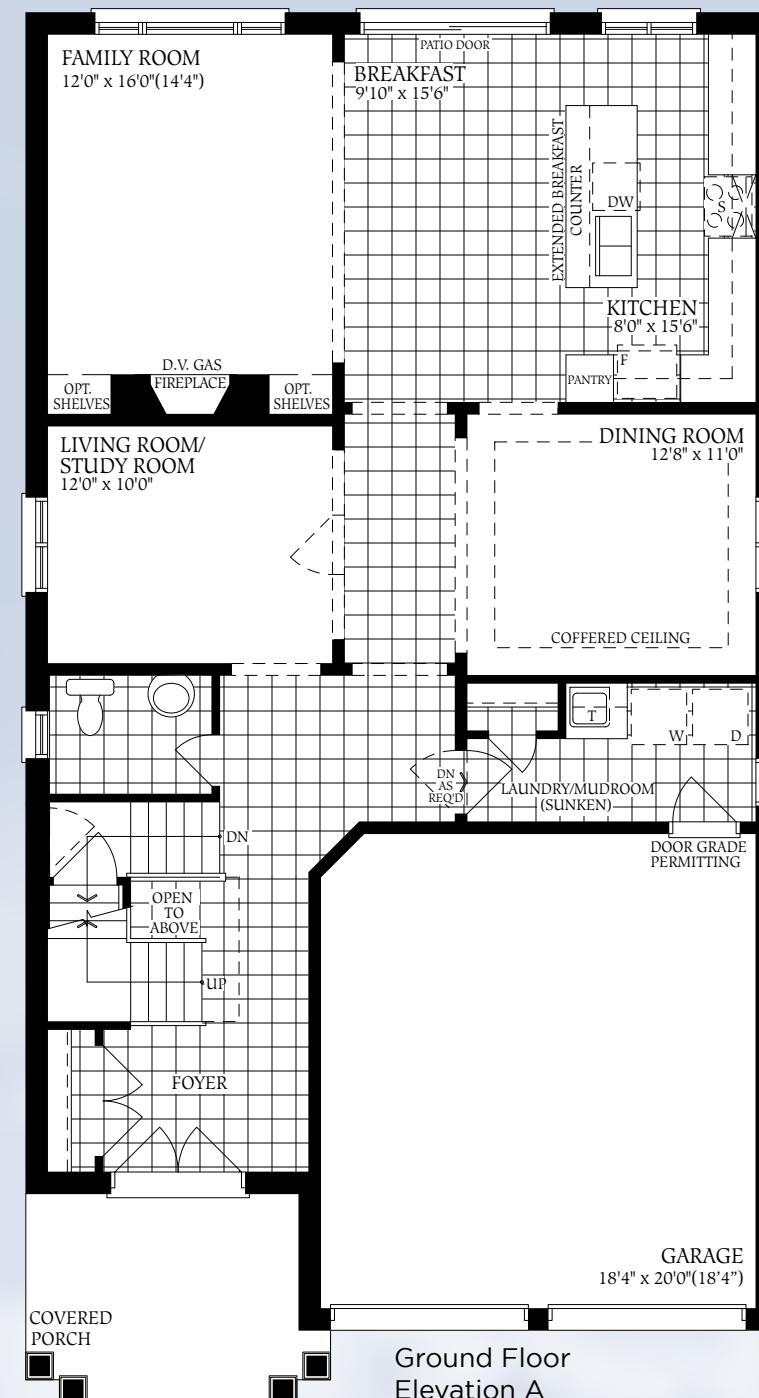 FAMILY ROOM
12'0" x 16'0"(14'4")
PATIO DOOR
BREAKFAST
9'10" x 15'6"
EXTENDED BREAKFAST
COUNTER
DW
S
KITCHEN
8'0" x 15'6"
F
PANTRY
D.V. GAS
FIREPLACE
OPT.
SHELVES
OPT.
SHELVES
LIVING ROOM/
STUDY ROOM
12'0" x 10'0"
DINING ROOM
12'8" x 11'0"
COFFERED CEILING
T
W
D
DN
AS
REQ'D
LAUNDRY/MUDROOM
(SUNKEN)
DOOR GRADE
PERMITTING
DN
OPEN
TO
ABOVE
UP
FOYER
GARAGE
18'4" x 20'0"(18'4")
COVERED
PORCH
Ground Floor
Elevation A